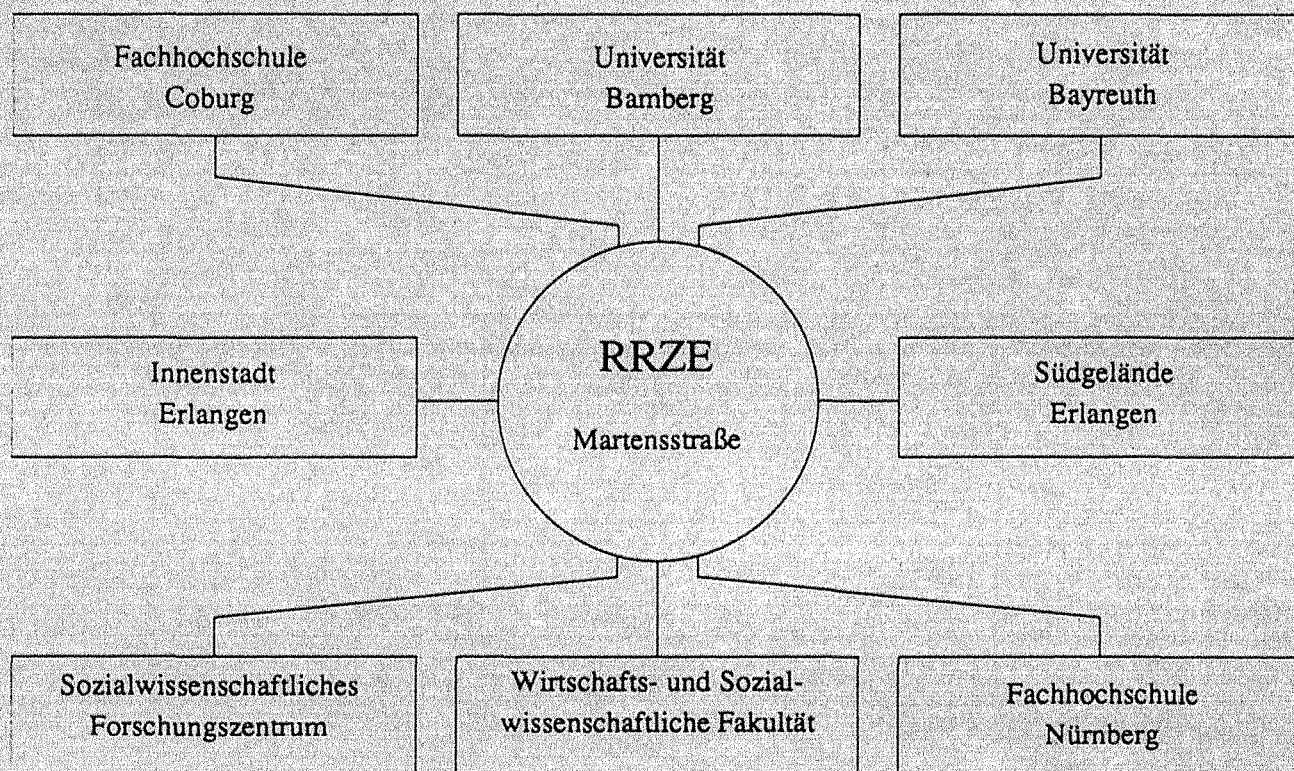 Fachhochschule
Coburg
Universität
Bamberg
Universität
Bayreuth
Innenstadt
Erlangen
RRZE
Martensstraße
Südgelände
Erlangen
Sozialwissenschaftliches
Forschungszentrum
Wirtschafts- und Sozial-
wissenschaftliche Fakultät
Fachhochschule
Nürnberg